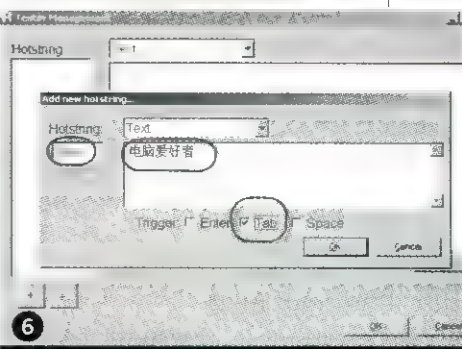 Hotstring
Add new hotstring...
Hotstring: Text
电脑爱好者
Trigger: Enter Tab Space
OK Cancel
+ -
6
OK Cancel